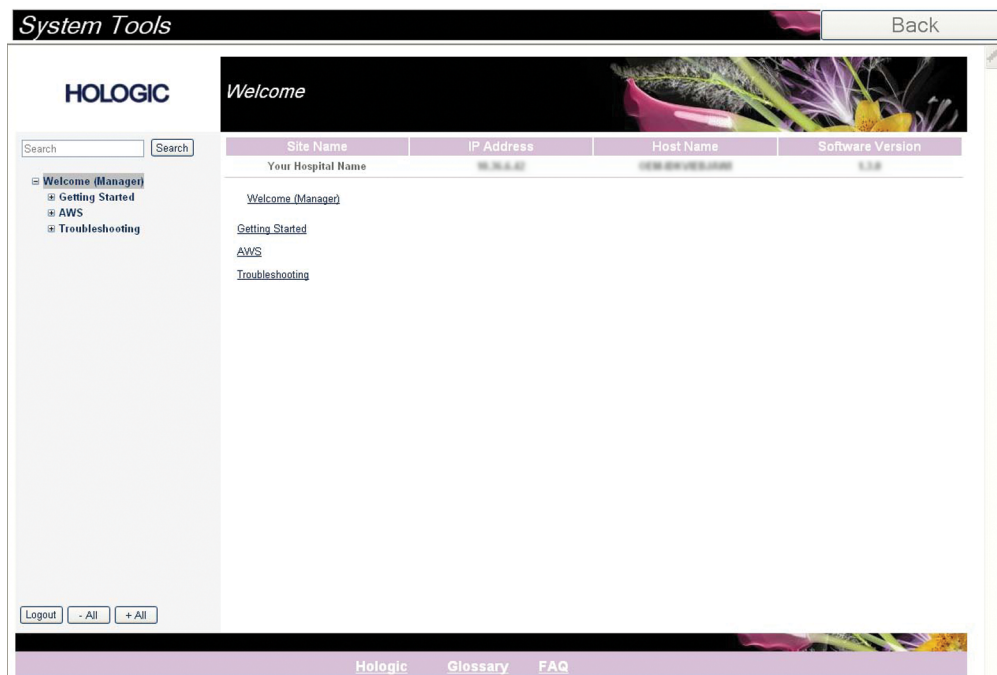 System Tools Back
HOLOGIC
Welcome
Search Search
Welcome (Manager)
Getting Started
AWS
Troubleshooting
Site Name IP Address Host Name Software Version
Your Hospital Name
Welcome (Manager)
Getting Started
AWS
Troubleshooting
Logout - All + All
Hologic Glossary FAQ